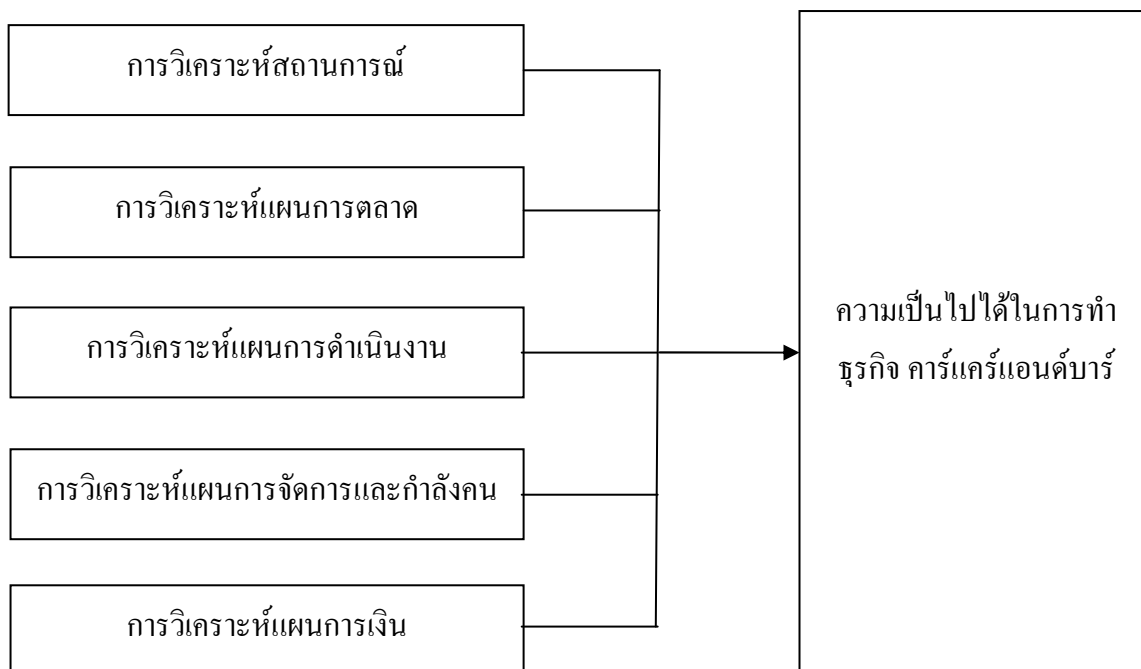 การวิเคราะห์สถานการณ์
การวิเคราะห์แผนการตลาด
การวิเคราะห์แผนการดำเนินงาน
การวิเคราะห์แผนการจัดการและกำลังคน
การวิเคราะห์แผนการเงิน
ความเป็นไปได้ในการทำ
ธุรกิจ คาร์แคร์แอนด์บาร์